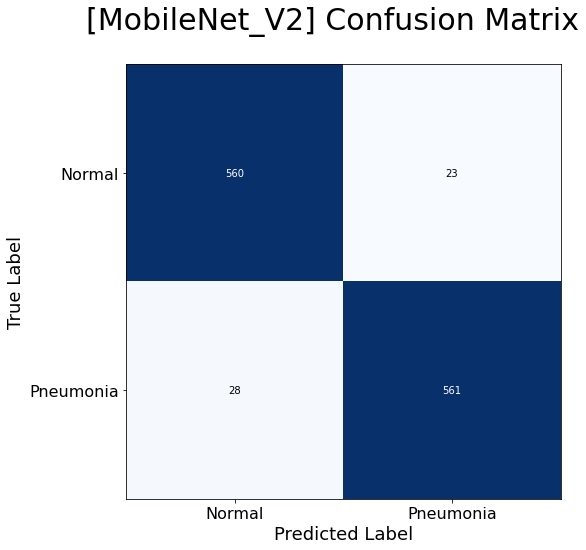 [MobileNet_V2] Confusion Matrix
True Label
Normal
560
23
Pneumonia
28
561
Normal
Pneumonia
Predicted Label